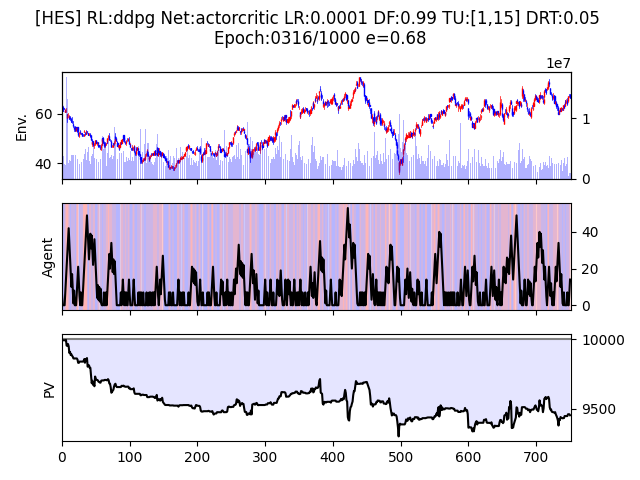 [HES] RL:ddpg Net:actorcritic LR:0.0001 DF:0.99 TU:[1,15] DRT:0.05
Epoch:0316/1000 e=0.68
1e7
Env.
60
40
1
0
Agent
40
20
0
PV
10000
9500
0 100 200 300 400 500 600 700